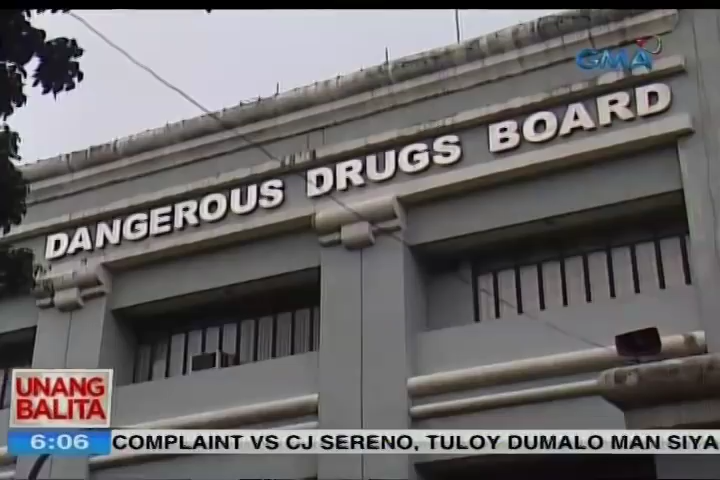 GMA
DANGEROUS DRUGS BOARD
UNANG
BALITA
6:06 COMPLAINT VS CJ SERENO, TULOY DUMALO MAN SIYA